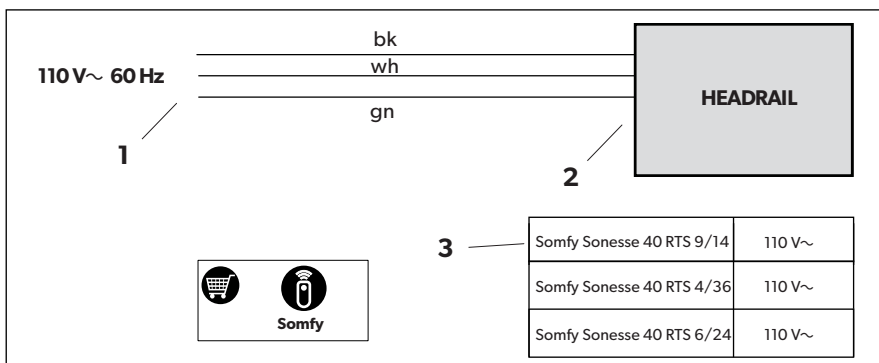 bk
110 V~ 60 Hz
wh
HEADRAIL
gn
1
2
3
Somfy Sonesse 40 RTS 9/14 110 V~
Somfy Sonesse 40 RTS 4/36 110 V~
Somfy
Somfy Sonesse 40 RTS 6/24 110 V~